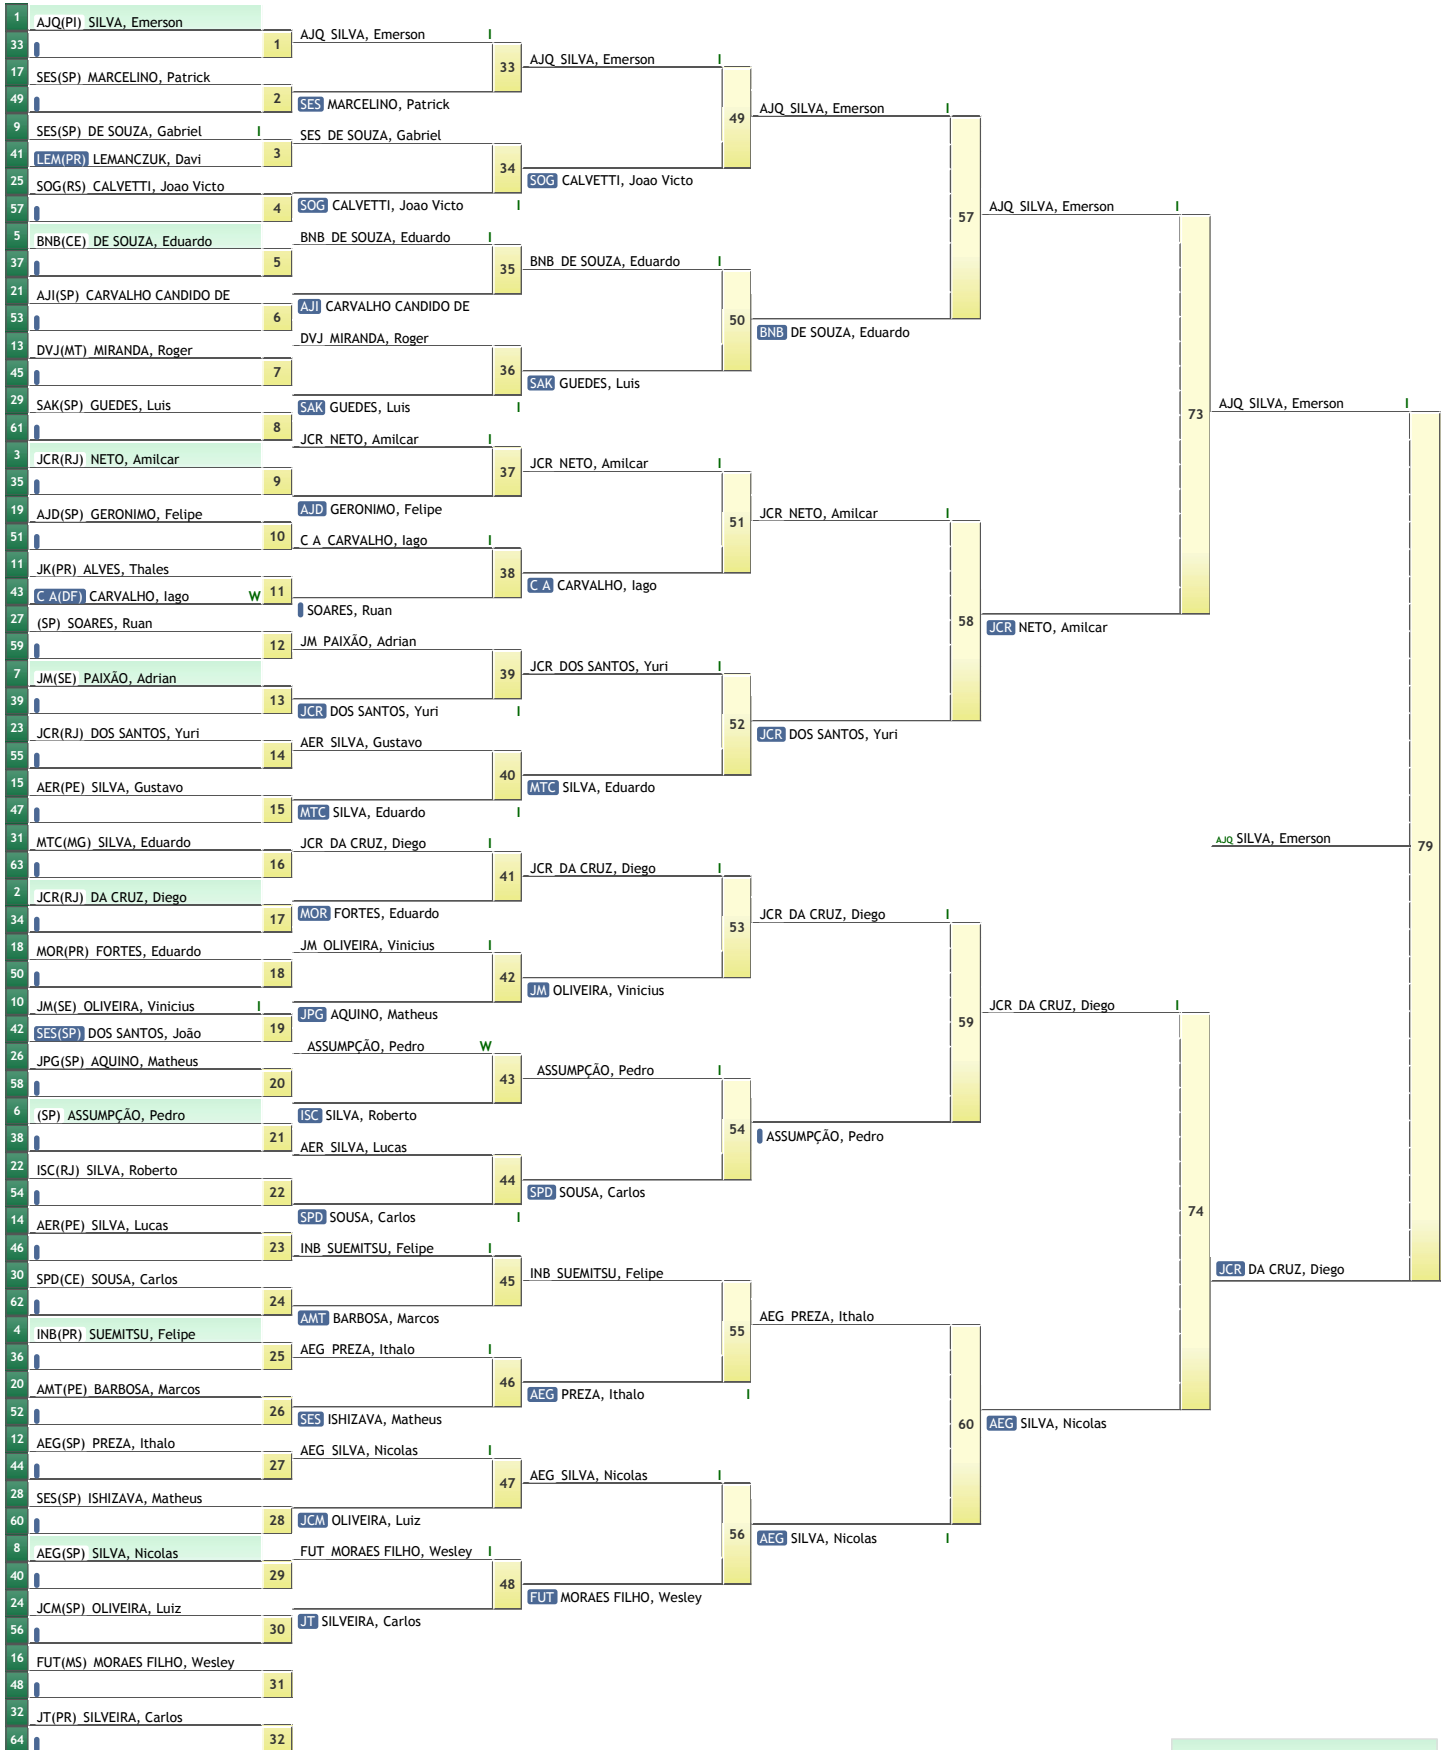 1 AJQ(PI) SILVA, Emerson
33
1
17 SES(SP) MARCELINO, Patrick
49
2
9 SES(SP) DE SOUZA, Gabriel I
41 LEM(PR) LEMANCZUK, Davi
3
25 SOG(RS) CALVETTI, Joao Victo
57
4
5 BNB(CE) DE SOUZA, Eduardo
37
5
21 AJI(SP) CARVALHO CANDIDO DE
53
6
13 DVJ(MT) MIRANDA, Roger
45
7
29 SAK(SP) GUEDES, Luis
61
8
3 JCR(RJ) NETO, Amilcar
35
9
19 AJD(SP) GERONIMO, Felipe
51
10
11 JK(PR) ALVES, Thales
43 C A(DF) CARVALHO, Iago W
11
27 (SP) SOARES, Ruan
59
12
7 JM(SE) PAIXÃO, Adrian
39
13
23 JCR(RJ) DOS SANTOS, Yuri
55
14
15 AER(PE) SILVA, Gustavo
47
15
31 MTC(MG) SILVA, Eduardo
63
16
2 JCR(RJ) DA CRUZ, Diego
34
17
18 MOR(PR) FORTES, Eduardo
50
18
10 JM(SE) OLIVEIRA, Vinicius I
42 SES(SP) DOS SANTOS, João
19
26 JPG(SP) AQUINO, Matheus
58
20
6 (SP) ASSUMPÇÃO, Pedro
38
21
22 ISC(RJ) SILVA, Roberto
54
22
14 AER(PE) SILVA, Lucas
46
23
30 SPD(CE) SOUSA, Carlos
62
24
4 INB(PR) SUEMITSU, Felipe
36
25
20 AMT(PE) BARBOSA, Marcos
52
26
12 AEG(SP) PREZA, Ithalo
44
27
28 SES(SP) ISHIZAVA, Matheus
60
28
8 AEG(SP) SILVA, Nicolas
40
29
24 JCM(SP) OLIVEIRA, Luiz
56
30
16 FUT(MS) MORAES FILHO, Wesley
48
31
32 JT(PR) SILVEIRA, Carlos
64
32
AJQ SILVA, Emerson I
33
SES MARCELINO, Patrick
SES DE SOUZA, Gabriel
34
SOG CALVETTI, Joao Victo I
BNB DE SOUZA, Eduardo I
35
AJI CARVALHO CANDIDO DE
DVJ MIRANDA, Roger
36
SAK GUEDES, Luis I
JCR NETO, Amilcar I
37
AJD GERONIMO, Felipe
C A CARVALHO, Iago I
38
SOARES, Ruan
JM PAIXÃO, Adrian
39
JCR DOS SANTOS, Yuri I
AER SILVA, Gustavo
40
MTC SILVA, Eduardo I
JCR DA CRUZ, Diego I
41
MOR FORTES, Eduardo
JM OLIVEIRA, Vinicius I
42
JPG AQUINO, Matheus
ASSUMPÇÃO, Pedro W
43
ISC SILVA, Roberto
AER SILVA, Lucas
44
SPD SOUSA, Carlos I
INB SUEMITSU, Felipe I
45
AMT BARBOSA, Marcos
AEG PREZA, Ithalo I
46
SES ISHIZAVA, Matheus
AEG SILVA, Nicolas I
47
JCM OLIVEIRA, Luiz
FUT MORAES FILHO, Wesley I
48
JT SILVEIRA, Carlos
AJQ SILVA, Emerson I
49
SOG CALVETTI, Joao Victo
BNB DE SOUZA, Eduardo I
50
SAK GUEDES, Luis
JCR NETO, Amilcar I
51
C A CARVALHO, Iago
JCR DOS SANTOS, Yuri I
52
MTC SILVA, Eduardo
JCR DA CRUZ, Diego I
53
JM OLIVEIRA, Vinicius
ASSUMPÇÃO, Pedro I
54
SPD SOUSA, Carlos
INB SUEMITSU, Felipe
55
AEG PREZA, Ithalo I
AEG SILVA, Nicolas I
56
FUT MORAES FILHO, Wesley
AJQ SILVA, Emerson I
57
BNB DE SOUZA, Eduardo
JCR NETO, Amilcar I
58
JCR DOS SANTOS, Yuri
JCR DA CRUZ, Diego I
59
ASSUMPÇÃO, Pedro
AEG PREZA, Ithalo
60
AEG SILVA, Nicolas I
AJQ SILVA, Emerson I
73
JCR NETO, Amilcar
JCR DA CRUZ, Diego I
74
AEG SILVA, Nicolas
AJQ SILVA, Emerson I
79
JCR DA CRUZ, Diego
AJQ SILVA, Emerson